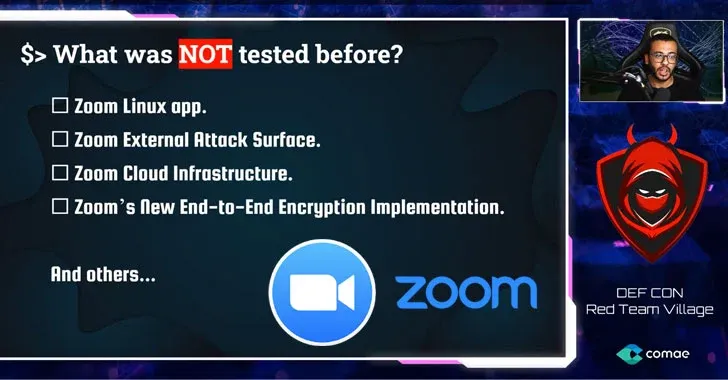 $> What was NOT tested before?
Zoom Linux app.
Zoom External Attack Surface.
Zoom Cloud Infrastructure.
Zoom's New End-to-End Encryption Implementation.
And others...
zoom
DEF CON
Red Team Village
comae